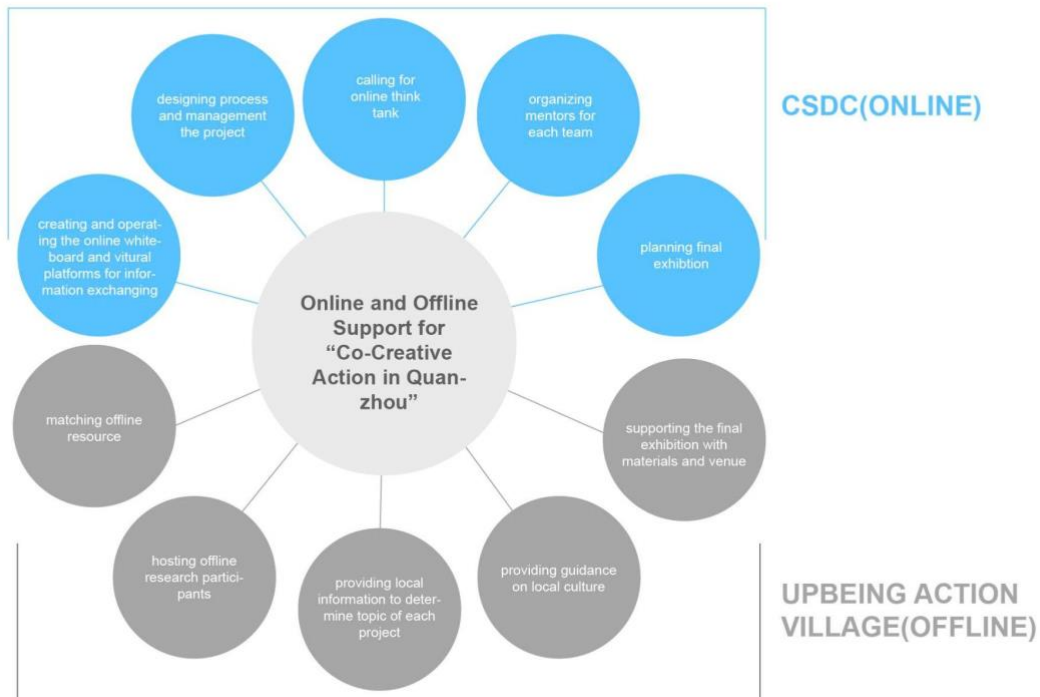 calling for
online think
tank
designing process
and management
the project
organizing
mentors for
each team
CSDC(ONLINE)
creating and operat-
ing the online white-
board and vitural
platforms for infor-
mation exchanging
planning final
exhibtion
Online and Offline
Support for
“Co-Creative
Action in Quan-
zhou”
matching offline
resource
supporting the final
exhibition with
materials and venue
hosting offline
research partici-
pants
providing local
information to deter-
mine topic of each
project
providing guidance
on local culture
UPBEING ACTION
VILLAGE(OFFLINE)